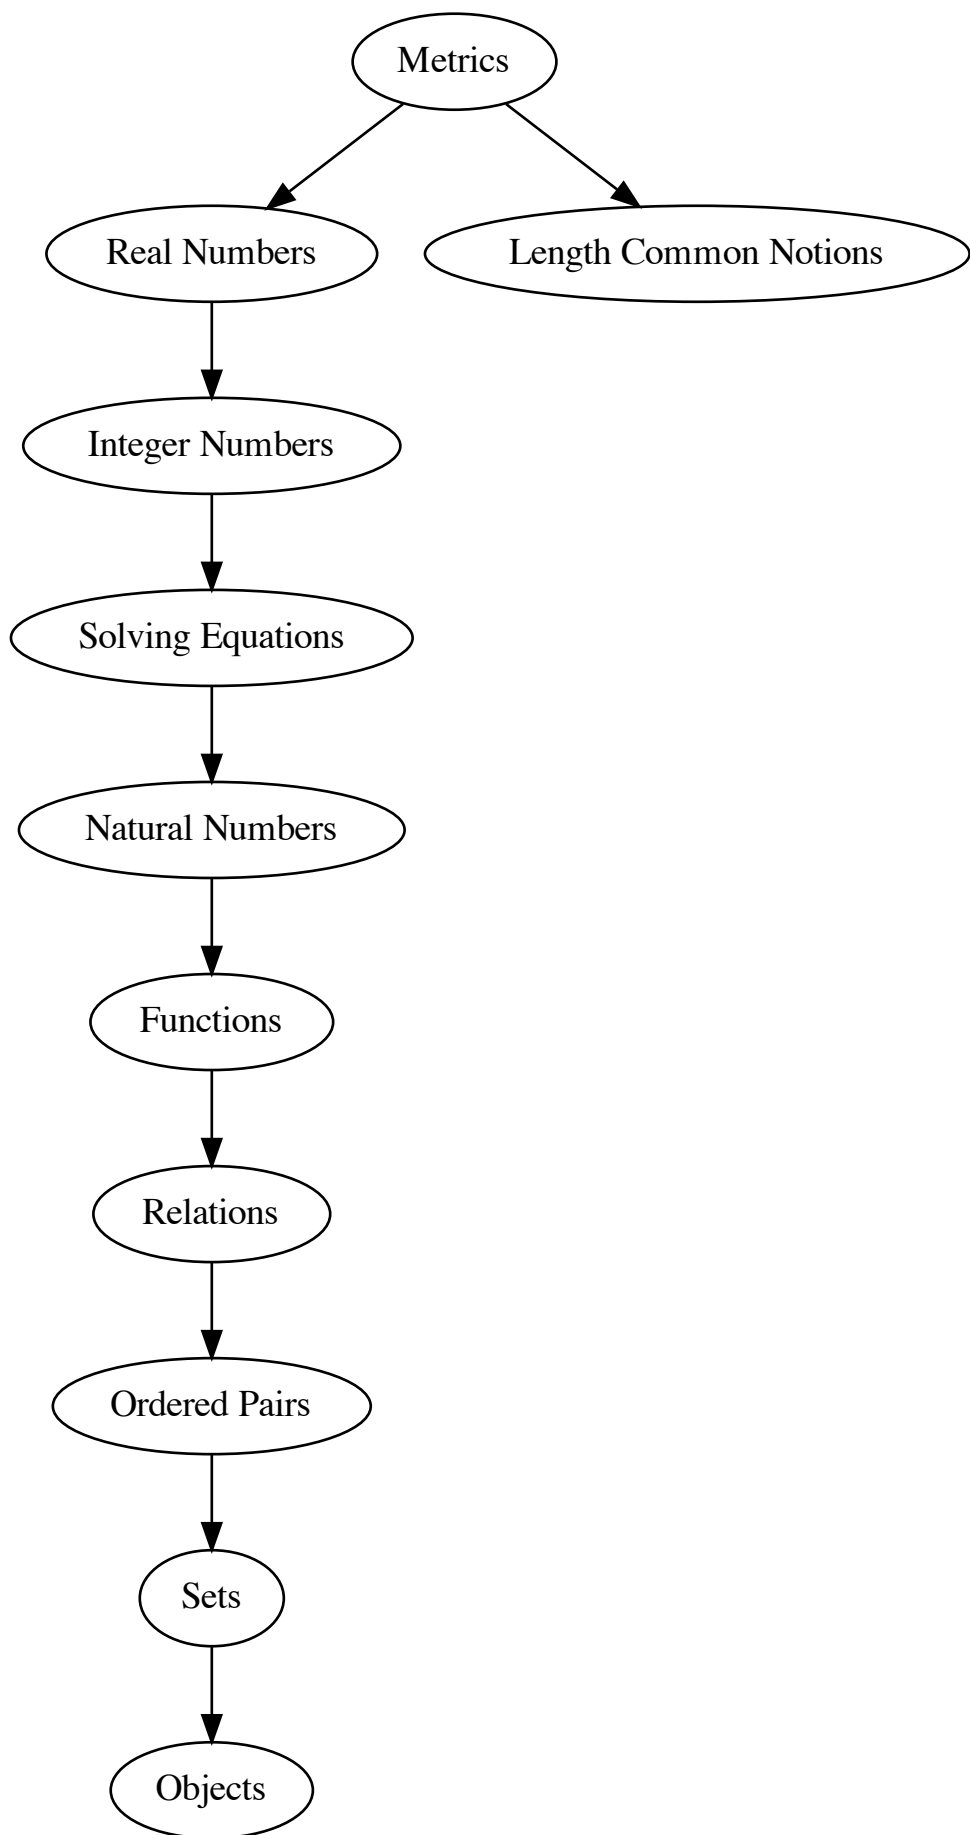 Metrics
Real Numbers
Length Common Notions
Integer Numbers
Solving Equations
Natural Numbers
Functions
Relations
Ordered Pairs
Sets
Objects